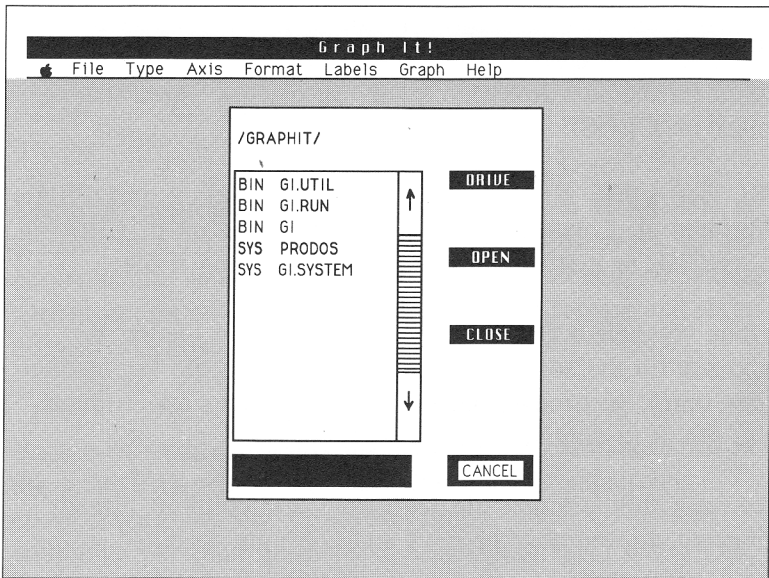 Graph It!
File Type Axis Format Labels Graph Help
/GRAPHIT/
BIN GI.UTIL
BIN GI.RUN
BIN GI
SYS PRODOS
SYS GI.SYSTEM
DRIVE
OPEN
CLOSE
CANCEL